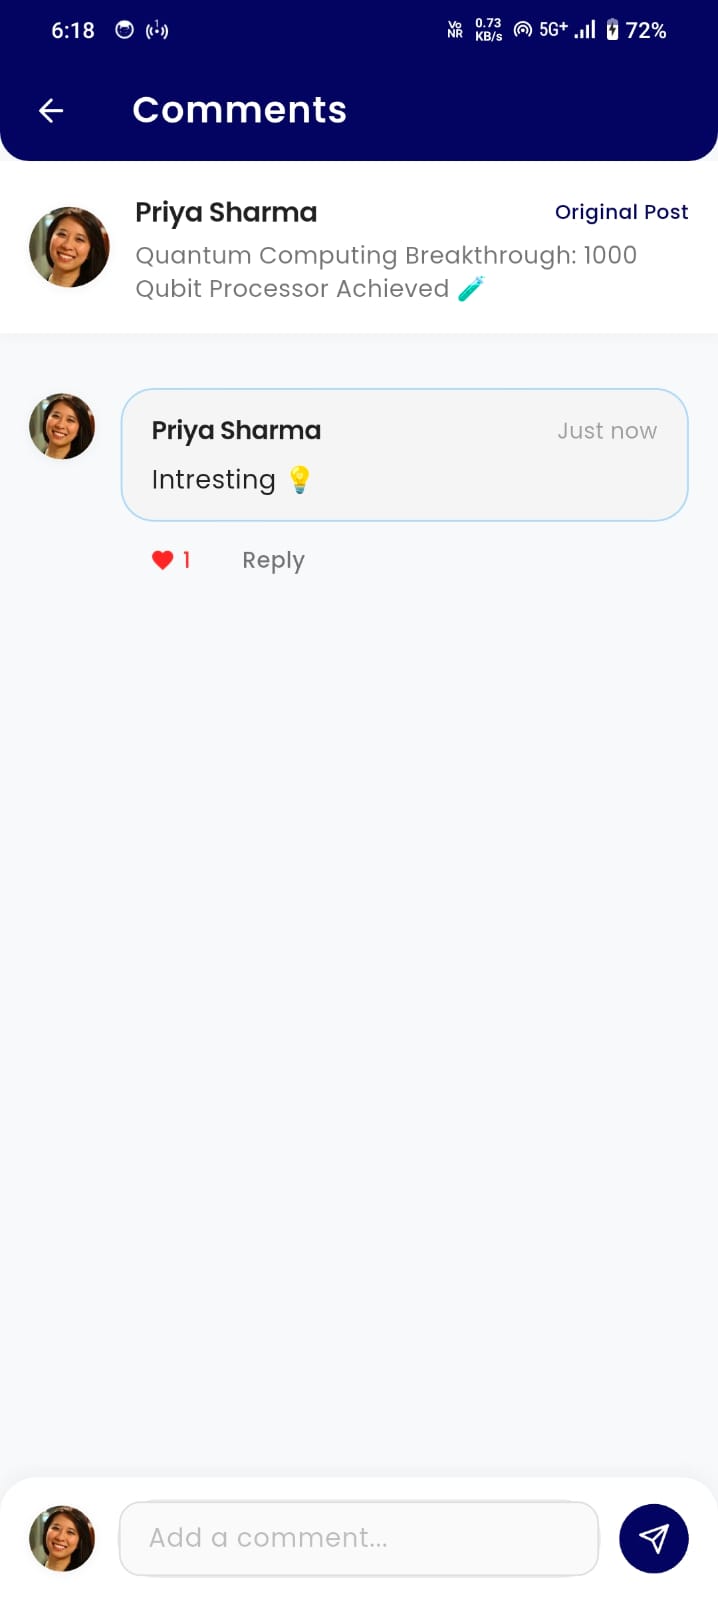 6:18 1 Vo NR 0.73 KB/s 5G+ 72%
Comments
Priya Sharma Original Post
Quantum Computing Breakthrough: 1000
Qubit Processor Achieved 🧪
Priya Sharma Just now
Intresting 💡
1 Reply
Add a comment...